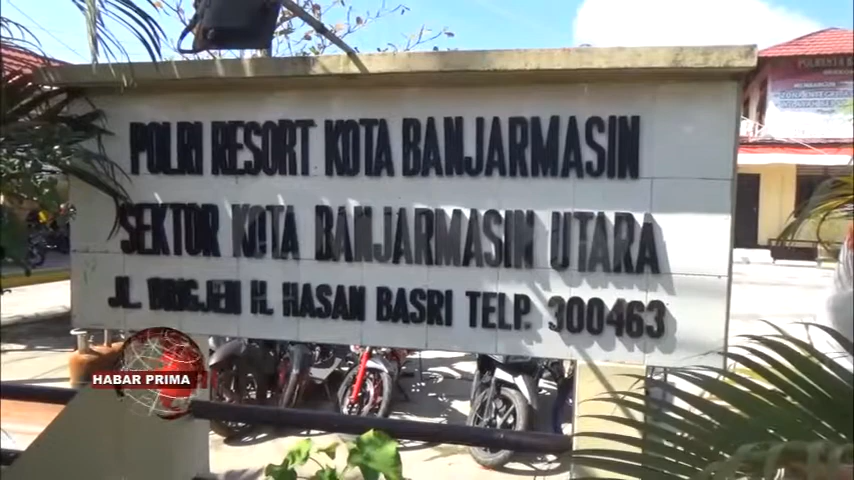 POLRI RESORT KOTA BANJARMASIN
SEKTOR KOTA BANJARMASIN UTARA
JL. BRIGJEN H. HASAN BASRI TELP. 300463
HABAR PRIMA